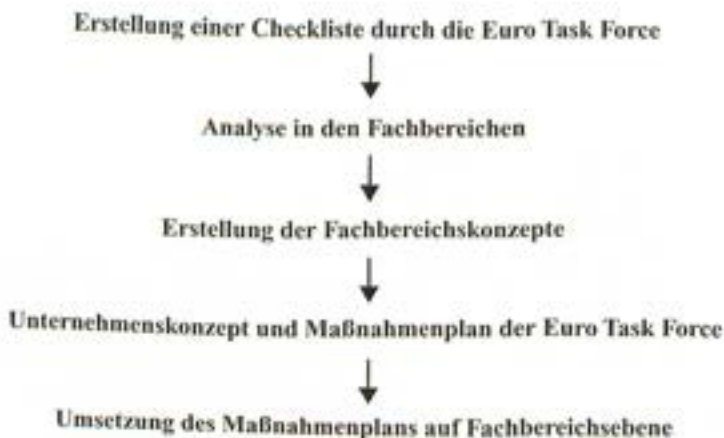 Erstellung einer Checkliste durch die Euro Task Force
Analyse in den Fachbereichen
Erstellung der Fachbereichskonzepte
Unternehmenskonzept und Maßnahmenplan der Euro Task Force
Umsetzung des Maßnahmenplans auf Fachbereichsebene